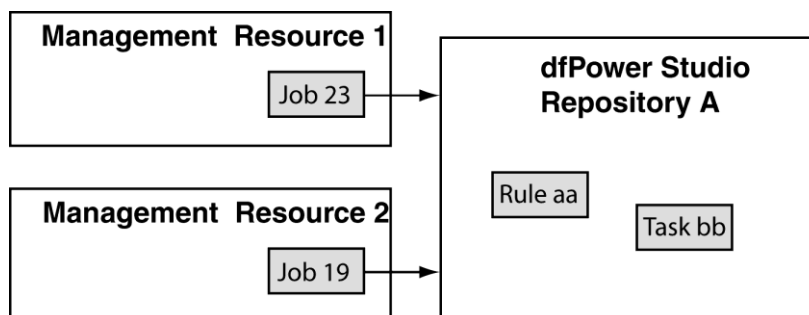 Management Resource 1
Job 23
dfPower Studio
Repository A
Rule aa
Task bb
Management Resource 2
Job 19